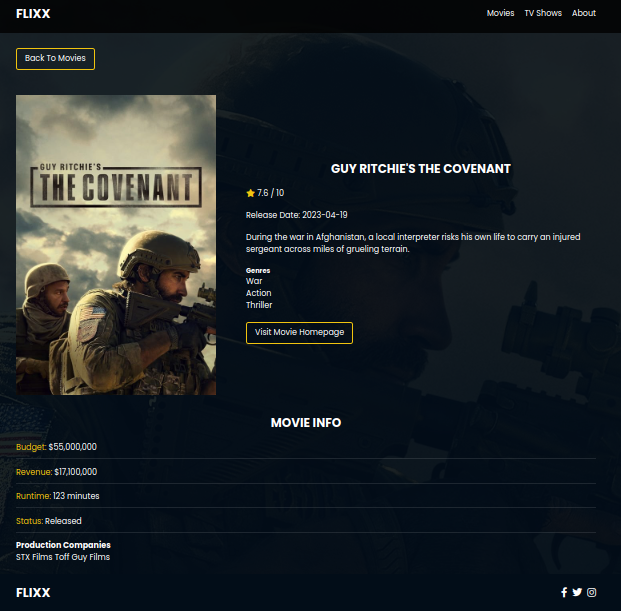 FLIXX
Movies TV Shows About
Back To Movies
GUY RITCHIE'S
THE COVENANT
GUY RITCHIE'S THE COVENANT
7.6 / 10
Release Date: 2023-04-19
During the war in Afghanistan, a local interpreter risks his own life to carry an injured
sergeant across miles of grueling terrain.
Genres
War
Action
Thriller
Visit Movie Homepage
MOVIE INFO
Budget: $55,000,000
Revenue: $17,100,000
Runtime: 123 minutes
Status: Released
Production Companies
STX Films Toff Guy Films
FLIXX